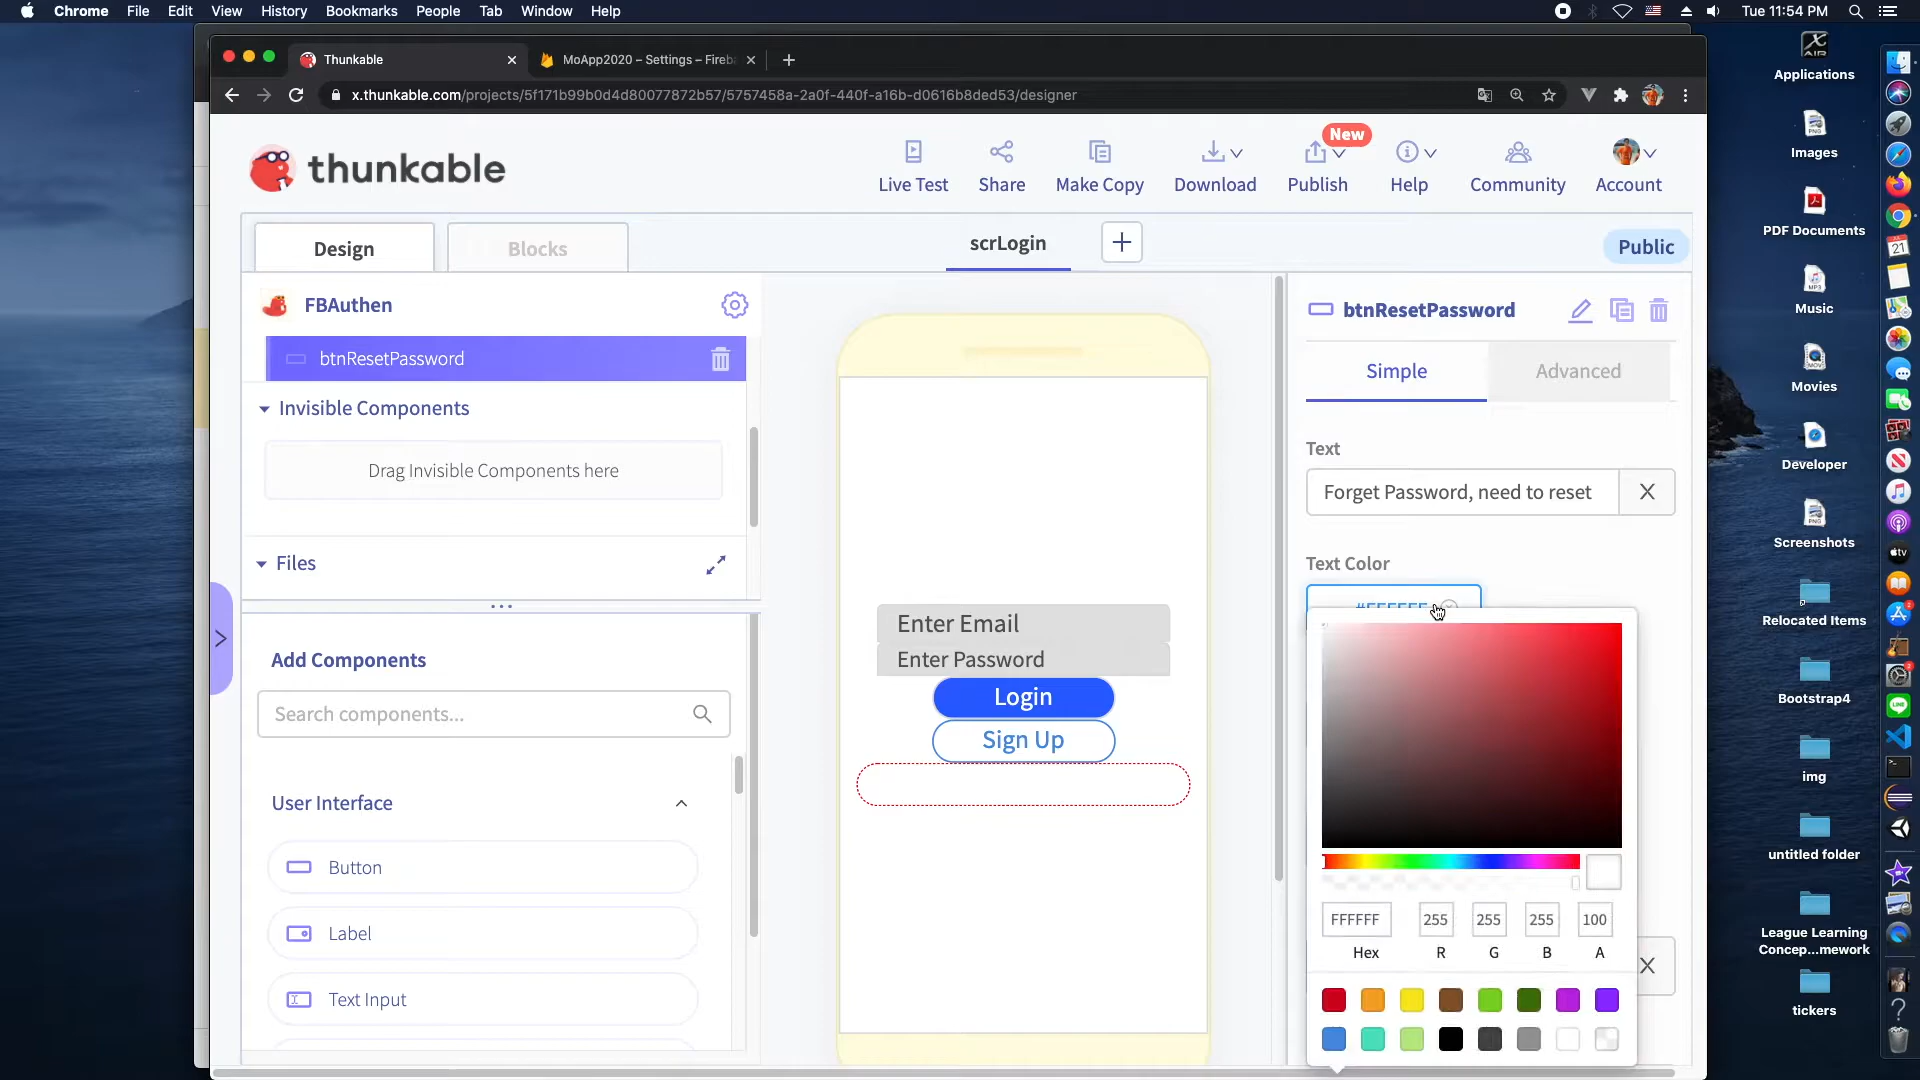 Chrome File Edit View History Bookmarks People Tab Window Help Tue 11:54 PM
Thunkable MoApp2020 – Settings – Fireb
x.thunkable.com/projects/5f171b99b0d4d80077872b57/5757458a-2a0f-440f-a16b-d0616b8ded53/designer
thunkable
New
Live Test Share Make Copy Download Publish Help Community Account
Design Blocks scrLogin Public
FBAuthen
btnResetPassword
Invisible Components
Drag Invisible Components here
Files
Add Components
Search components...
User Interface
Button
Label
Text Input
Enter Email
Enter Password
Login
Sign Up
btnResetPassword
Simple Advanced
Text
Forget Password, need to reset
X
Text Color
#FFFFFF
FFFFFF 255 255 255 100
Hex R G B A
X
Applications
Images
PDF Documents
Music
Movies
Developer
Screenshots
Relocated Items
Bootstrap4
img
untitled folder
League Learning
Concep...mework
tickers